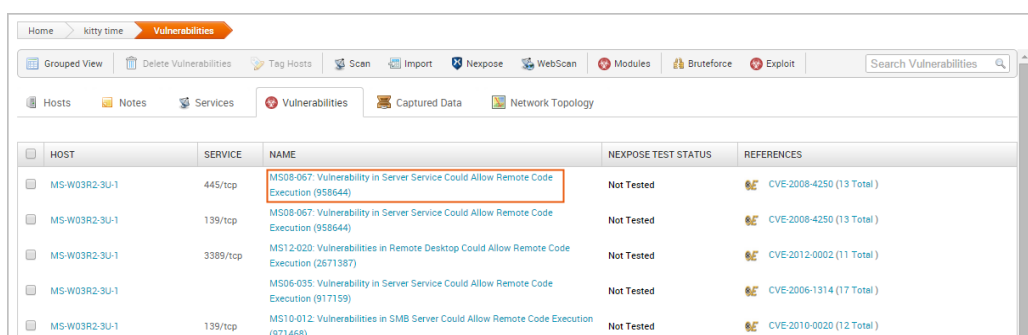 Home kitty time Vulnerabilities
Grouped View Delete Vulnerabilities Tag Hosts Scan Import Nexpose WebScan Modules Bruteforce Exploit Search Vulnerabilities
Hosts Notes Services Vulnerabilities Captured Data Network Topology
HOST SERVICE NAME NEXPOSE TEST STATUS REFERENCES
MS-W03R2-3U-1 445/tcp MS08-067: Vulnerability in Server Service Could Allow Remote Code Execution (958644) Not Tested CVE-2008-4250 (13 Total )
MS-W03R2-3U-1 139/tcp MS08-067: Vulnerability in Server Service Could Allow Remote Code Execution (958644) Not Tested CVE-2008-4250 (13 Total )
MS-W03R2-3U-1 3389/tcp MS12-020: Vulnerabilities in Remote Desktop Could Allow Remote Code Execution (2671387) Not Tested CVE-2012-0002 (11 Total )
MS-W03R2-3U-1 MS06-035: Vulnerability in Server Service Could Allow Remote Code Execution (917159) Not Tested CVE-2006-1314 (17 Total )
MS-W03R2-3U-1 139/tcp MS10-012: Vulnerabilities in SMB Server Could Allow Remote Code Execution (971468) Not Tested CVE-2010-0020 (12 Total )